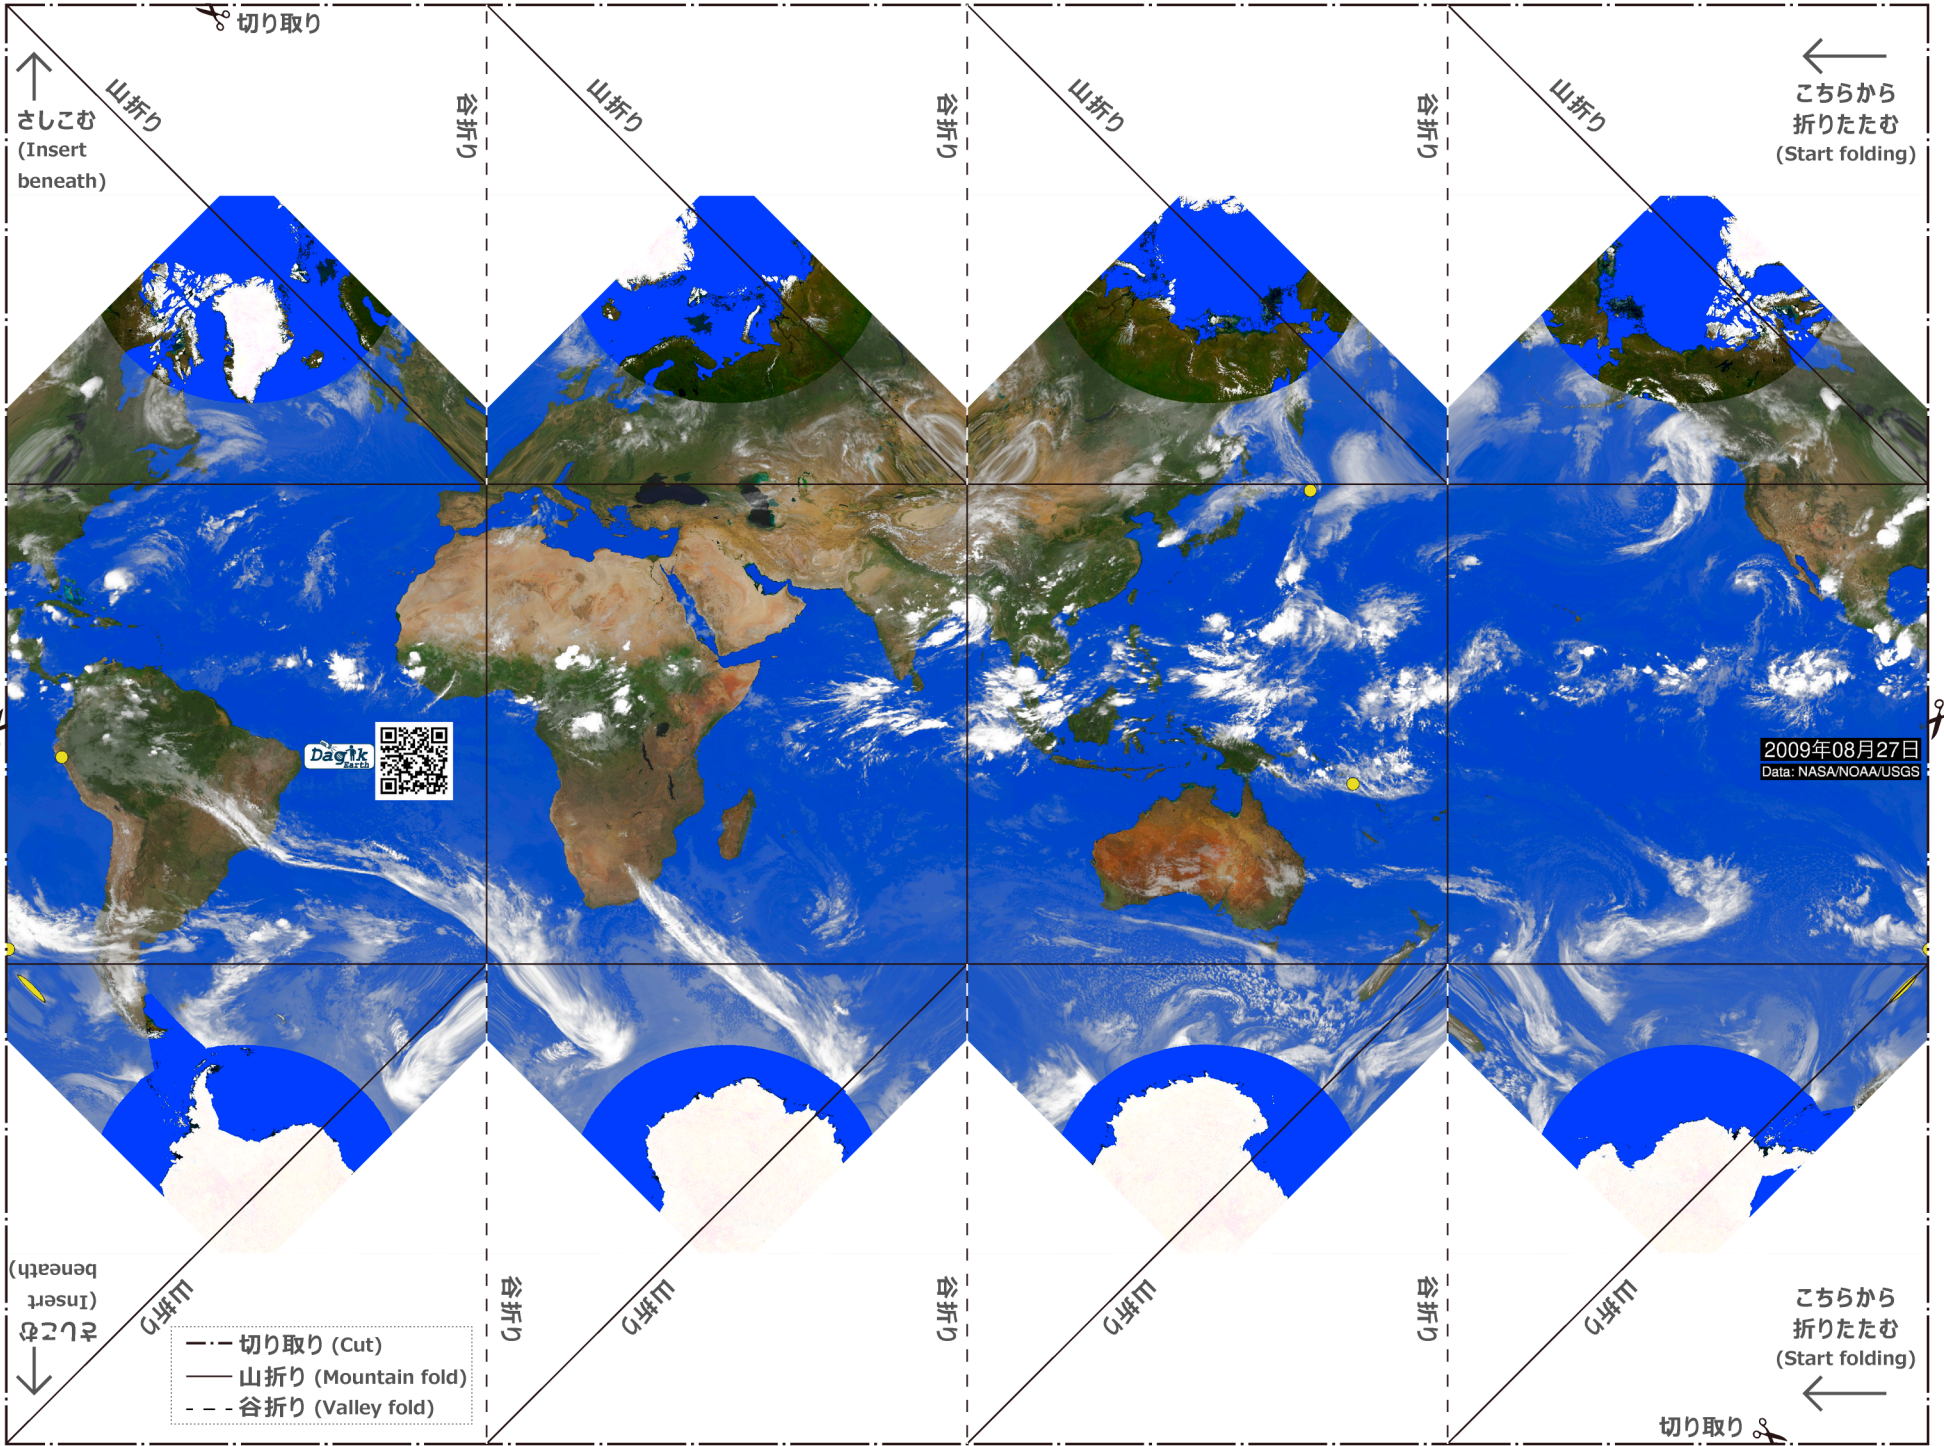 切り取り
山折り
谷折り
山折り
谷折り
山折り
谷折り
山折り
さしこむ
(Insert
beneath)
こちらから
折りたたむ
(Start folding)
Dagik
Earth
2009年08月27日
Data: NASA/NOAA/USGS
さしこむ
(Insert
beneath)
山折り
谷折り
山折り
谷折り
山折り
谷折り
山折り
こちらから
折りたたむ
(Start folding)
切り取り (Cut)
山折り (Mountain fold)
谷折り (Valley fold)
切り取り